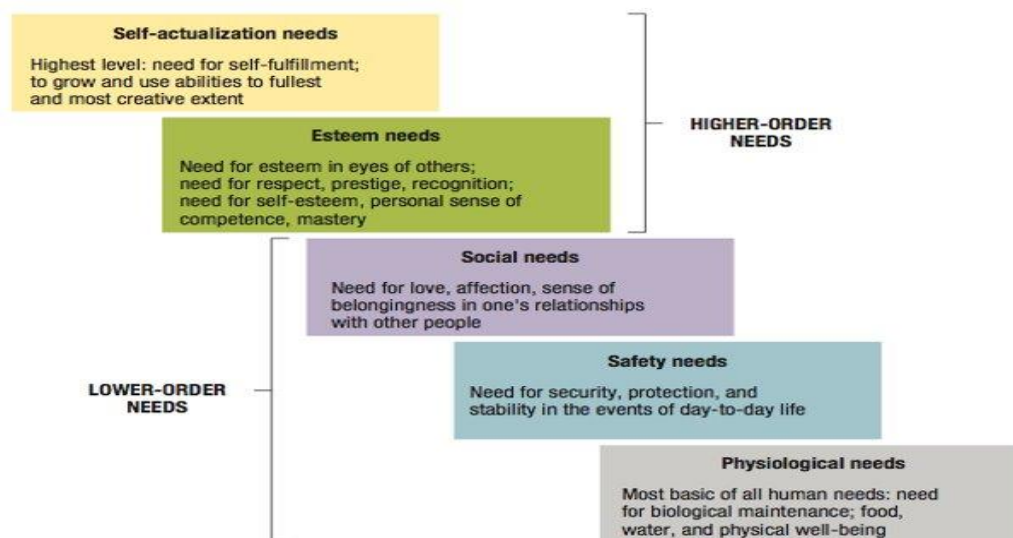 Self-actualization needs
Highest level: need for self-fulfillment;
to grow and use abilities to fullest
and most creative extent
HIGHER-ORDER
NEEDS
Esteem needs
Need for esteem in eyes of others;
need for respect, prestige, recognition;
need for self-esteem, personal sense of
competence, mastery
Social needs
Need for love, affection, sense of
belongingness in one's relationships
with other people
LOWER-ORDER
NEEDS
Safety needs
Need for security, protection, and
stability in the events of day-to-day life
Physiological needs
Most basic of all human needs: need
for biological maintenance; food,
water, and physical well-being